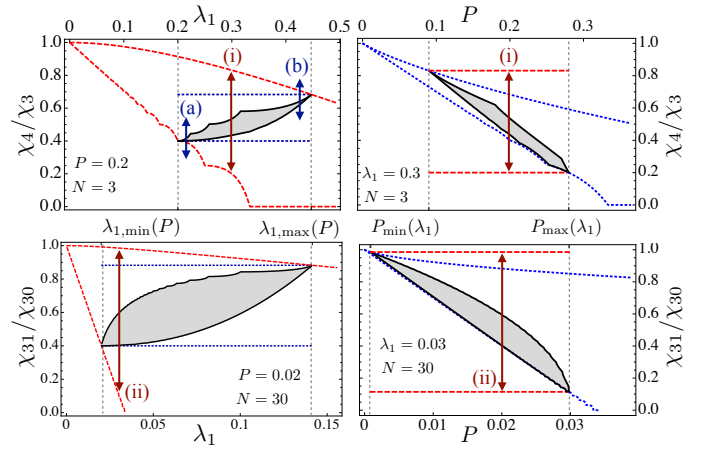 λ₁ P
0 0.1 0.2 0.3 0.4 0.5 0 0.1 0.2 0.3
1.0 (i) (b) (i) 1.0
0.8 0.8
χ₄/χ₃ 0.6 (a) 0.6 χ₄/χ₃
0.4 0.4
0.2 P = 0.2 λ₁ = 0.3 0.2
0.0 N = 3 N = 3 0.0
λ₁,min(P) λ₁,max(P) Pmin(λ₁) Pmax(λ₁)
1.0 1.0
0.8 0.8
χ₃₁/χ₃₀ 0.6 0.6 χ₃₁/χ₃₀
0.4 P = 0.02 λ₁ = 0.03 0.4
0.2 (ii) N = 30 N = 30 (ii) 0.2
0.0 0.0
0 0.05 0.10 0.15 0.01 0.02 0.03
λ₁ P